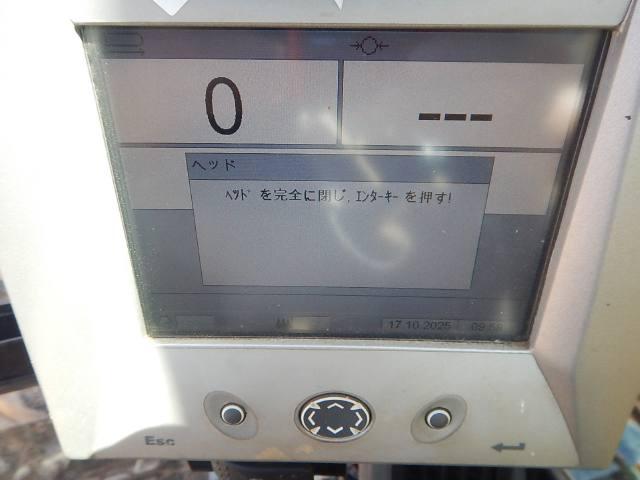 0
---
ヘッド
ﾍｯﾄﾞ を完全に閉じ, ｴﾝﾀｰｷｰ を押す!
17.10.2025
Esc